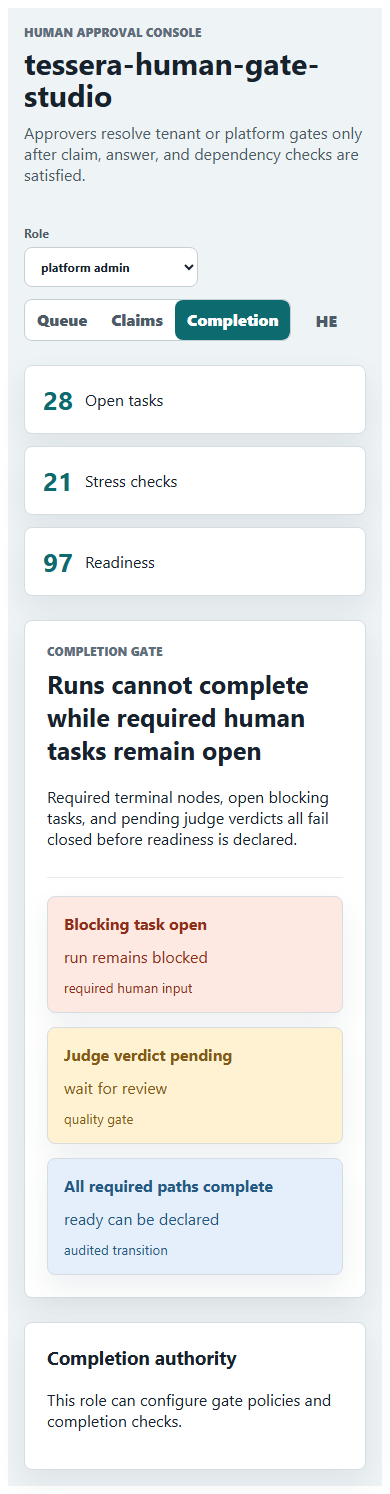 HUMAN APPROVAL CONSOLE
tessera-human-gate-
studio
Approvers resolve tenant or platform gates only
after claim, answer, and dependency checks are
satisfied.
Role
platform admin
Queue Claims Completion HE
28 Open tasks
21 Stress checks
97 Readiness
COMPLETION GATE
Runs cannot complete
while required human
tasks remain open
Required terminal nodes, open blocking
tasks, and pending judge verdicts all fail
closed before readiness is declared.
Blocking task open
run remains blocked
required human input
Judge verdict pending
wait for review
quality gate
All required paths complete
ready can be declared
audited transition
Completion authority
This role can configure gate policies and
completion checks.